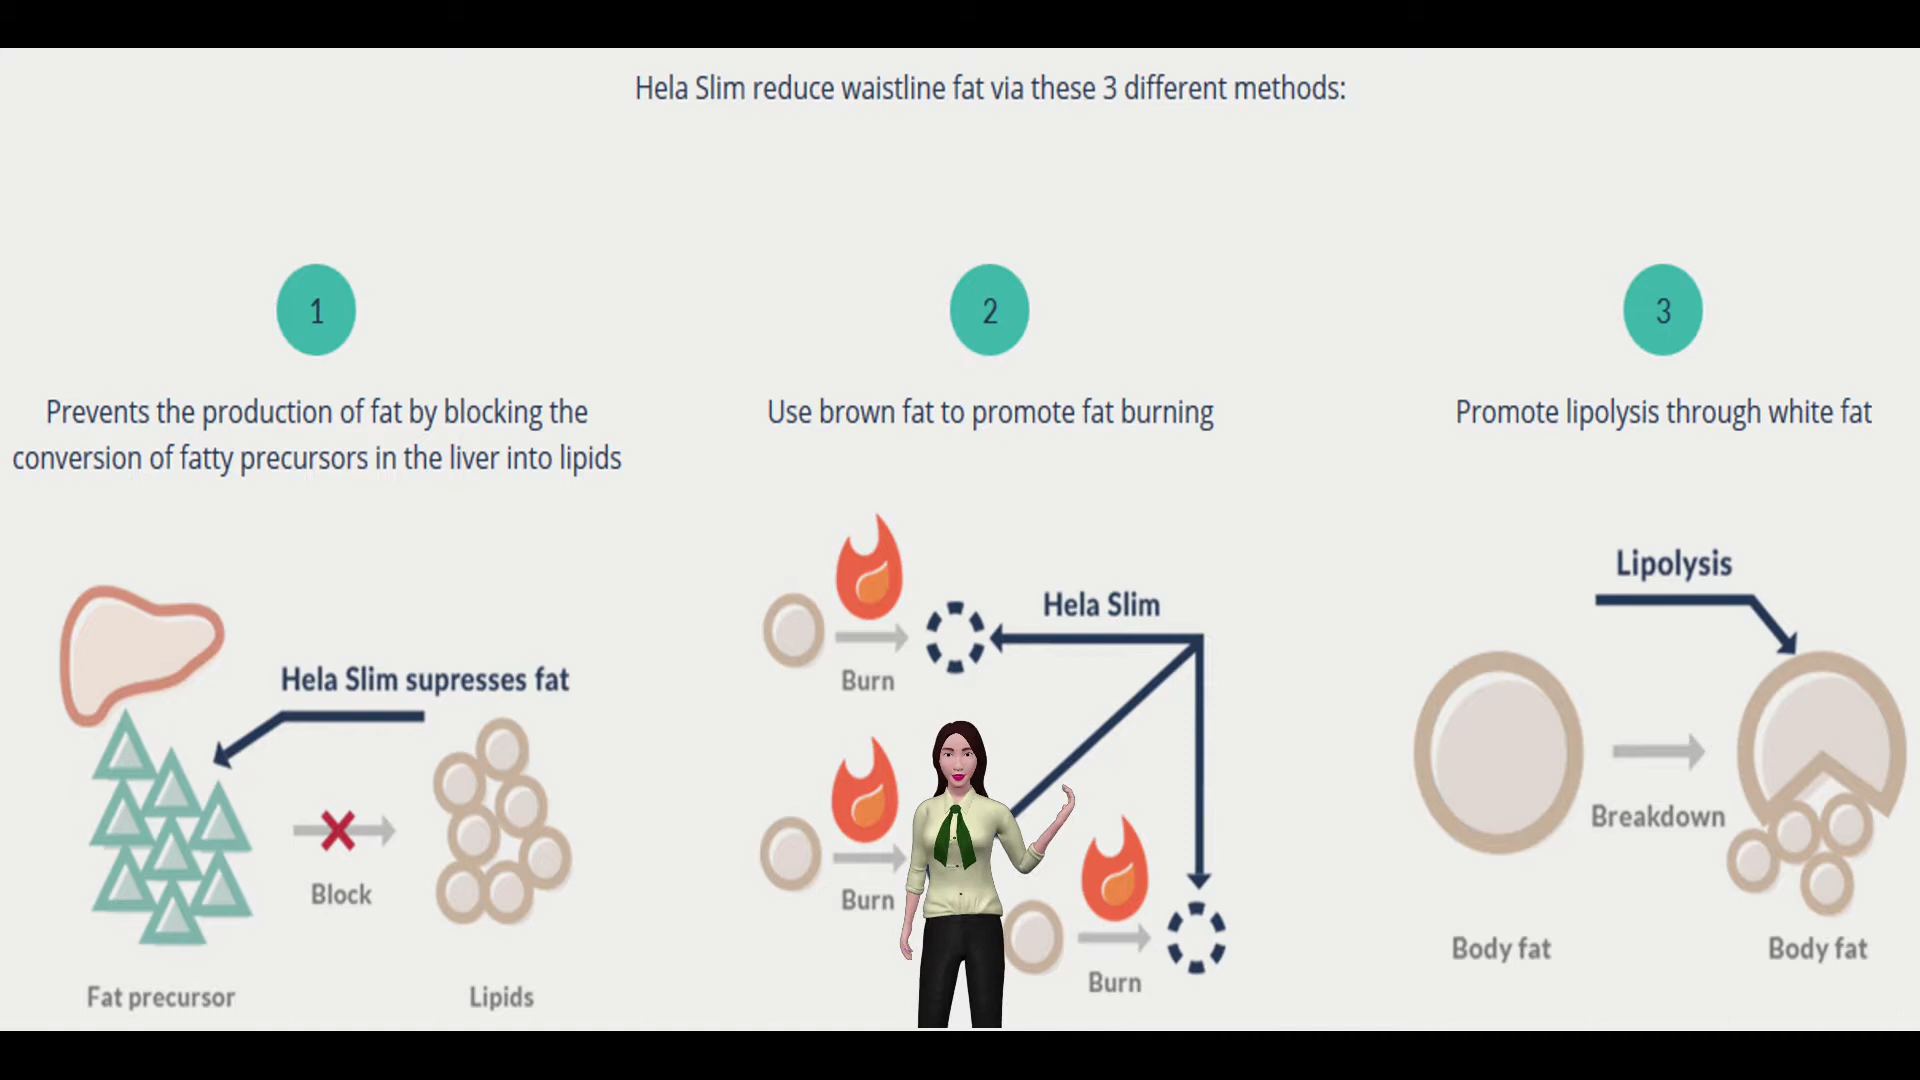 Hela Slim reduce waistline fat via these 3 different methods:
1
Prevents the production of fat by blocking the
conversion of fatty precursors in the liver into lipids
Hela Slim supresses fat
Block
Fat precursor
Lipids
2
Use brown fat to promote fat burning
Hela Slim
Burn
Burn
Burn
3
Promote lipolysis through white fat
Lipolysis
Breakdown
Body fat
Body fat